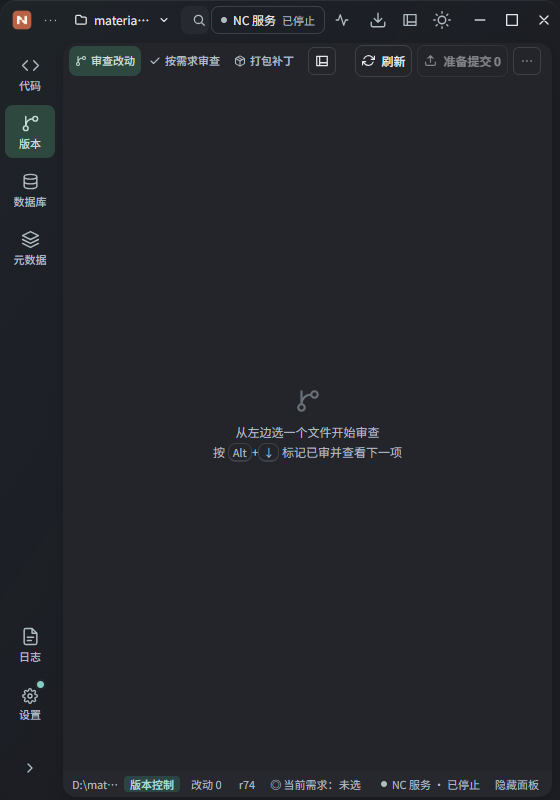 N ··· materia··· NC 服务 已停止
审查改动 按需求审查 打包补丁 刷新 准备提交 0 ···
代码
版本
数据库
元数据
从左边选一个文件开始审查
按 Alt + ↓ 标记已审并查看下一项
日志
设置
D:\mat··· 版本控制 改动 0 r74 ◎ 当前需求：未选 NC 服务 · 已停止 隐藏面板